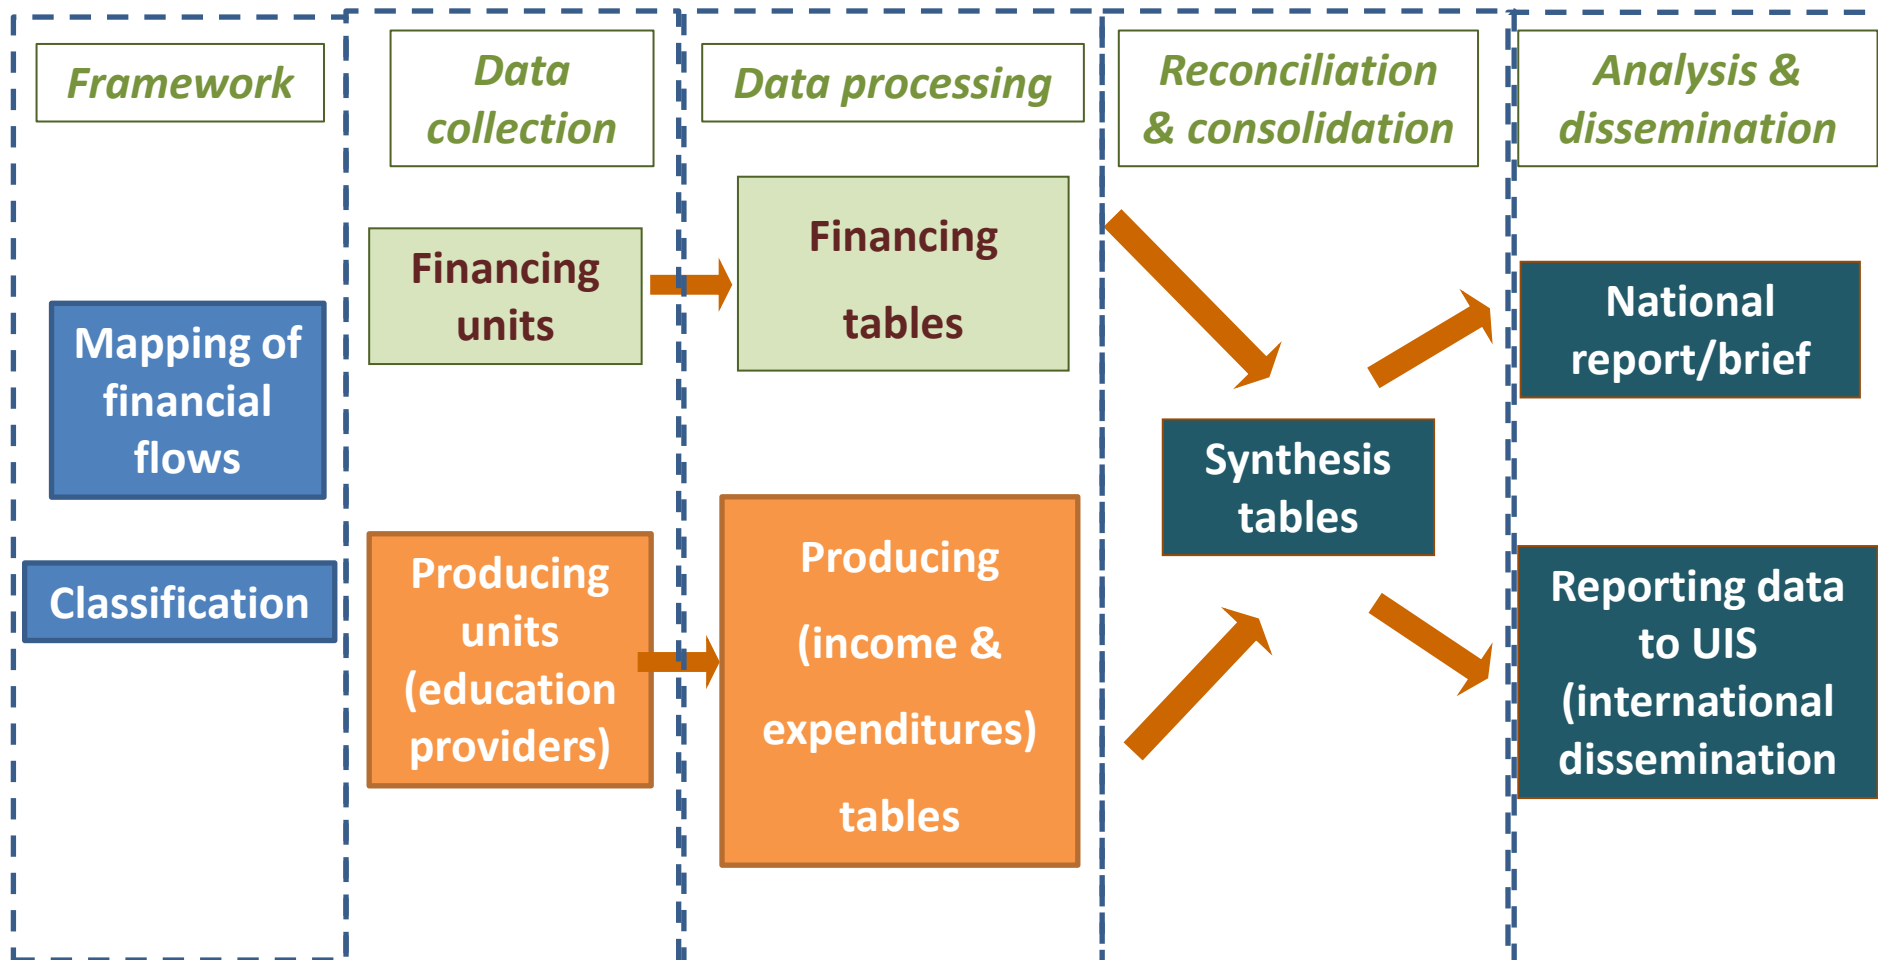 Framework
Data
collection
Data processing
Reconciliation
& consolidation
Analysis &
dissemination
Mapping of
financial
flows
Classification
Financing
units
Producing
units
(education
providers)
Financing
tables
Producing
(income &
expenditures)
tables
Synthesis
tables
National
report/brief
Reporting data
to UIS
(international
dissemination